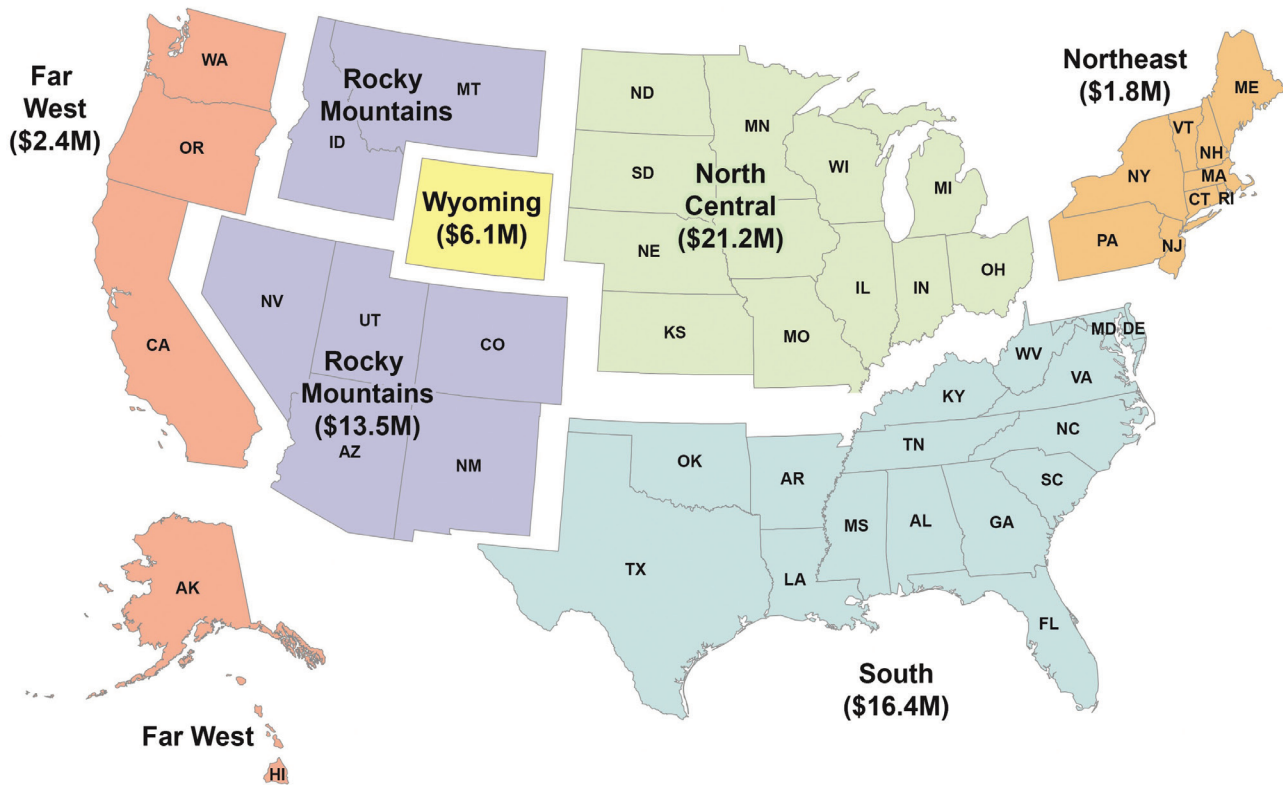 Far
West
($2.4M)
WA
OR
CA
Rocky
Mountains
MT
ID
Wyoming
($6.1M)
NV
UT
CO
Rocky
Mountains
($13.5M)
AZ
NM
ND
MN
SD
WI
MI
North
Central
($21.2M)
NE
IL
IN
OH
KS
MO
Northeast
($1.8M)
ME
VT
NH
NY
MA
CT
RI
PA
NJ
MD
DE
WV
VA
KY
NC
TN
OK
AR
SC
MS
AL
GA
TX
LA
FL
South
($16.4M)
AK
Far West
HI